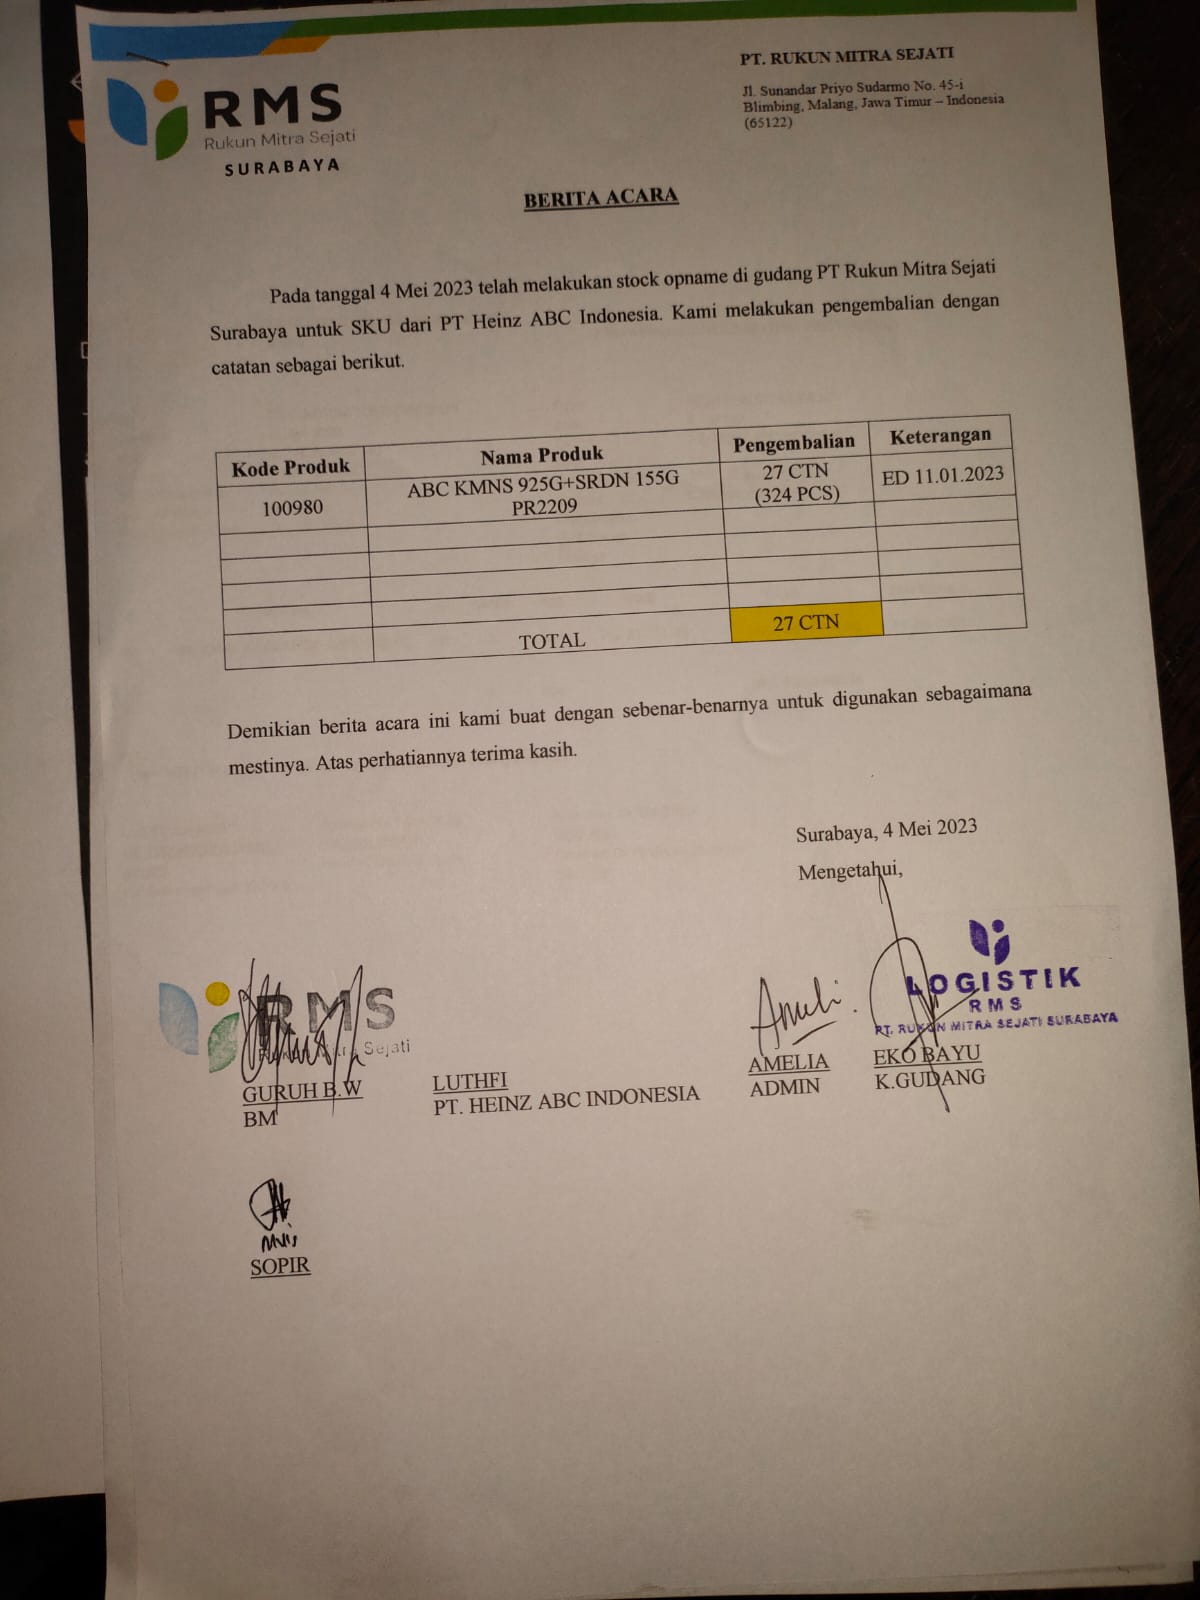 RMS
Rukun Mitra Sejati
SURABAYA
PT. RUKUN MITRA SEJATI
Jl. Sunandar Priyo Sudarmo No. 45-i
Blimbing, Malang, Jawa Timur – Indonesia
(65122)
BERITA ACARA
Pada tanggal 4 Mei 2023 telah melakukan stock opname di gudang PT Rukun Mitra Sejati
Surabaya untuk SKU dari PT Heinz ABC Indonesia. Kami melakukan pengembalian dengan
catatan sebagai berikut.
Kode Produk Nama Produk Pengembalian Keterangan
100980 ABC KMNS 925G+SRDN 155G PR2209 27 CTN (324 PCS) ED 11.01.2023
TOTAL 27 CTN
Demikian berita acara ini kami buat dengan sebenar-benarnya untuk digunakan sebagaimana
mestinya. Atas perhatiannya terima kasih.
Surabaya, 4 Mei 2023
Mengetahui,
RMS
Sejati
LOGISTIK
RMS
PT. RUKUN MITRA SEJATI SURABAYA
GURUH B.W LUTHFI AMELIA EKO BAYU
BM PT. HEINZ ABC INDONESIA ADMIN K.GUDANG
SOPIR